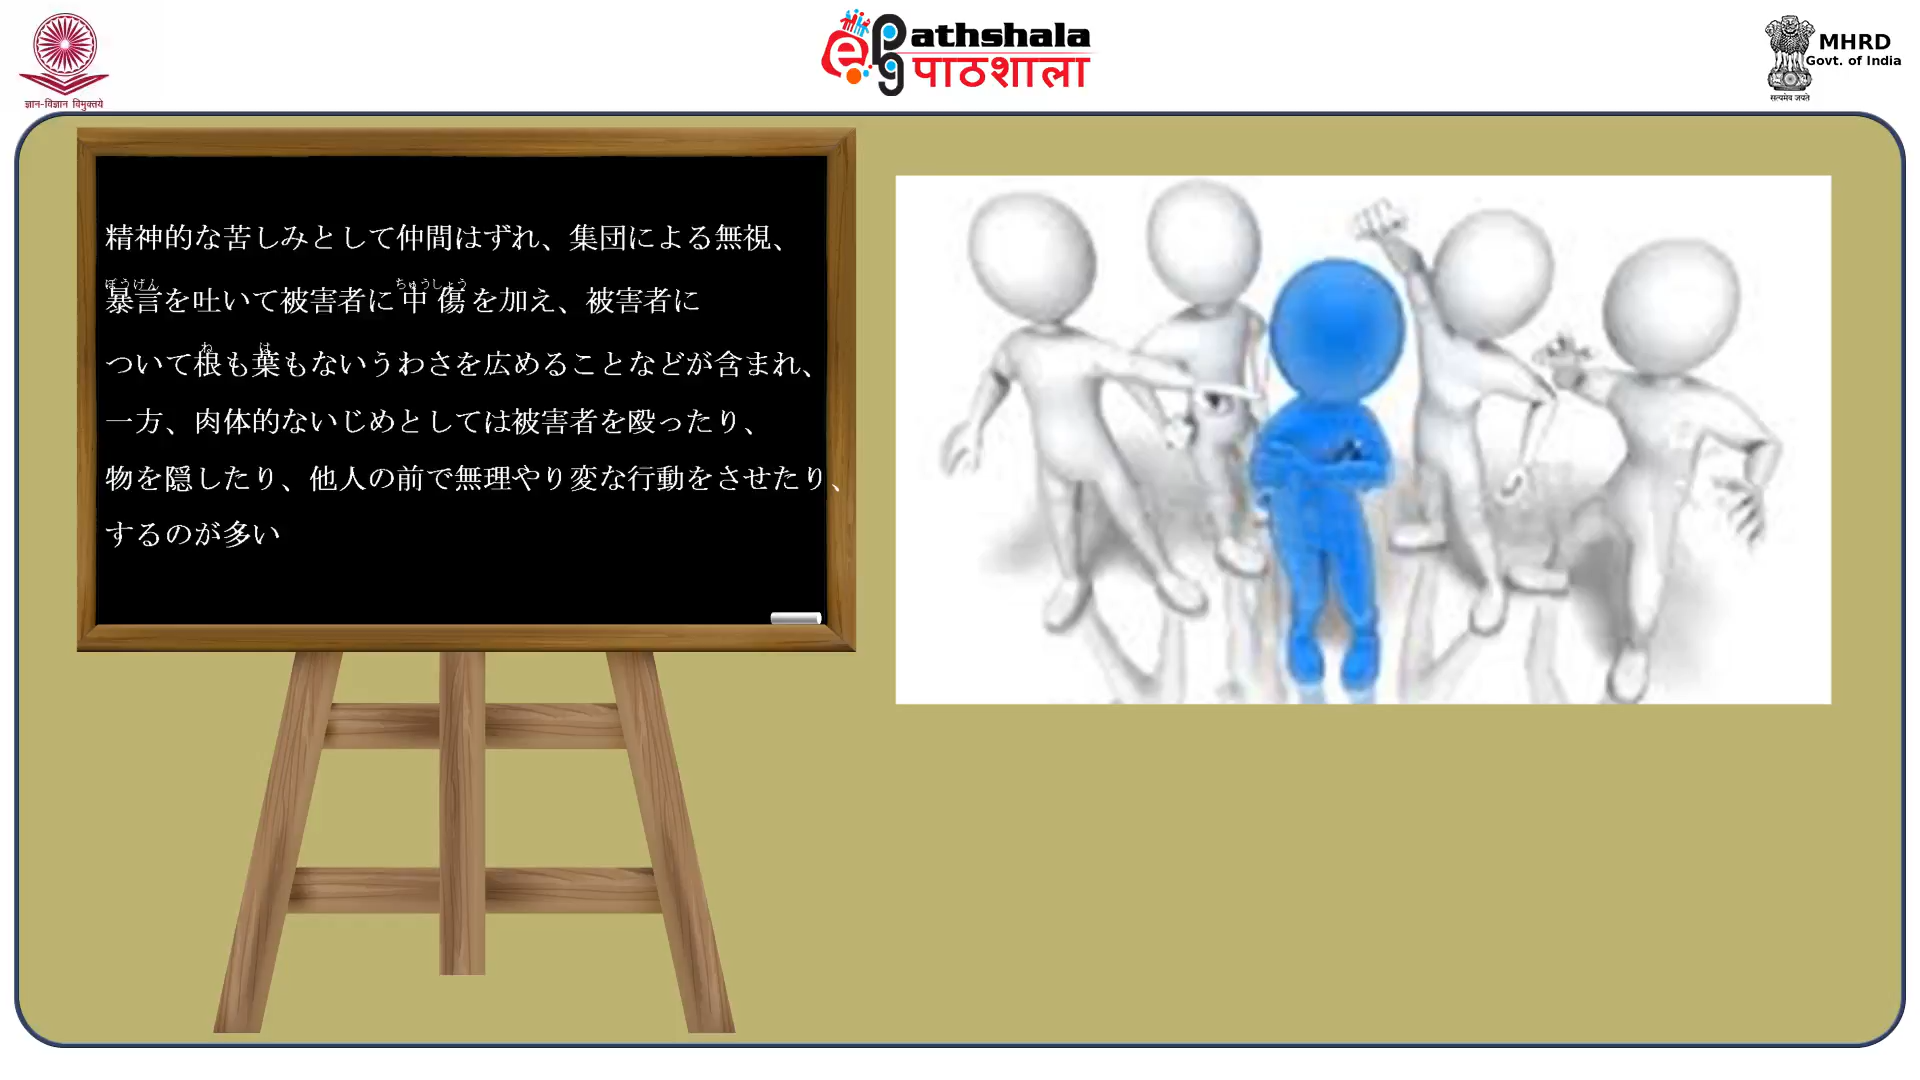 ज्ञान-विज्ञान विमुक्तये
ePathshala
पाठशाला
MHRD
Govt. of India
सत्यमेव जयते
精神的な苦しみとして仲間はずれ、集団による無視、
ぼうげん ちゅうしょう
暴言を吐いて被害者に中傷を加え、被害者に
ね は
ついて根も葉もないうわさを広めることなどが含まれ、
一方、肉体的ないじめとしては被害者を殴ったり、
物を隠したり、他人の前で無理やり変な行動をさせたり、
するのが多い